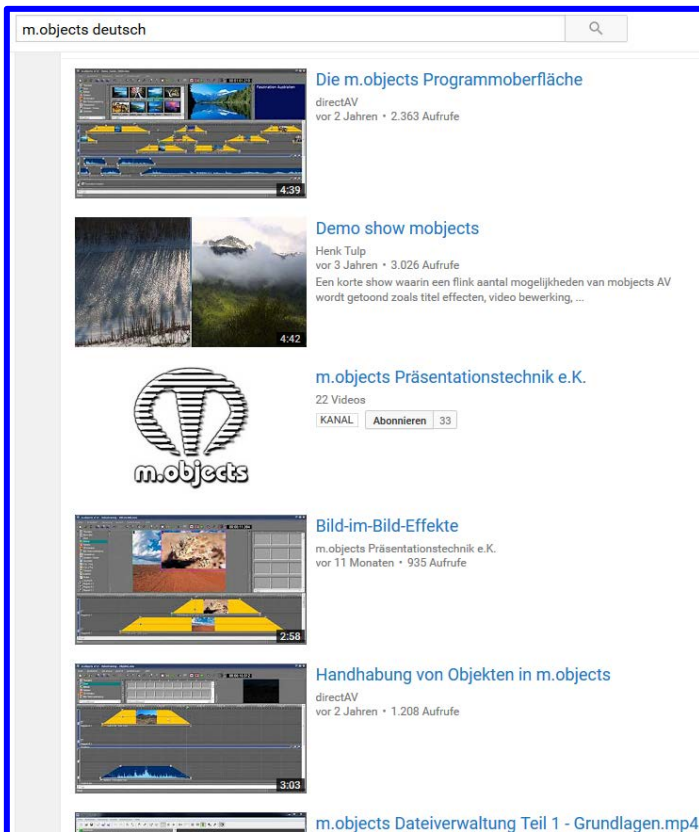 m.objects deutsch
Die m.objects Programmoberfläche
directAV
vor 2 Jahren • 2.363 Aufrufe
4:39
Demo show mobjects
Henk Tulp
vor 3 Jahren • 3.026 Aufrufe
Een korte show waarin een flink aantal mogelijkheden van mobjects AV
wordt getoond zoals titel effecten, video bewerking, ...
4:42
m.objects Präsentationstechnik e.K.
22 Videos
KANAL Abonnieren 33
m.objects
Bild-im-Bild-Effekte
m.objects Präsentationstechnik e.K.
vor 11 Monaten • 935 Aufrufe
2:58
Handhabung von Objekten in m.objects
directAV
vor 2 Jahren • 1.208 Aufrufe
3:03
m.objects Dateiverwaltung Teil 1 - Grundlagen.mp4